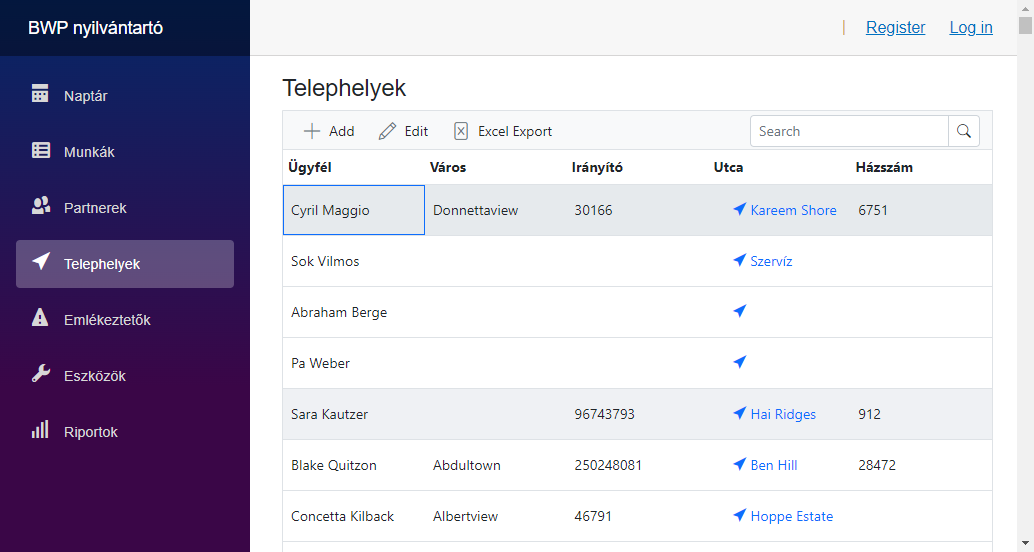 BWP nyilvántartó
| Register Log in
Naptár
Munkák
Partnerek
Telephelyek
Emlékeztetők
Eszközök
Riportok
Telephelyek
Add Edit Excel Export Search
Ügyfél Város Irányító Utca Házszám
Cyril Maggio Donnettaview 30166 Kareem Shore 6751
Sok Vilmos Szervíz
Abraham Berge
Pa Weber
Sara Kautzer 96743793 Hai Ridges 912
Blake Quitzon Abdultown 250248081 Ben Hill 28472
Concetta Kilback Albertview 46791 Hoppe Estate